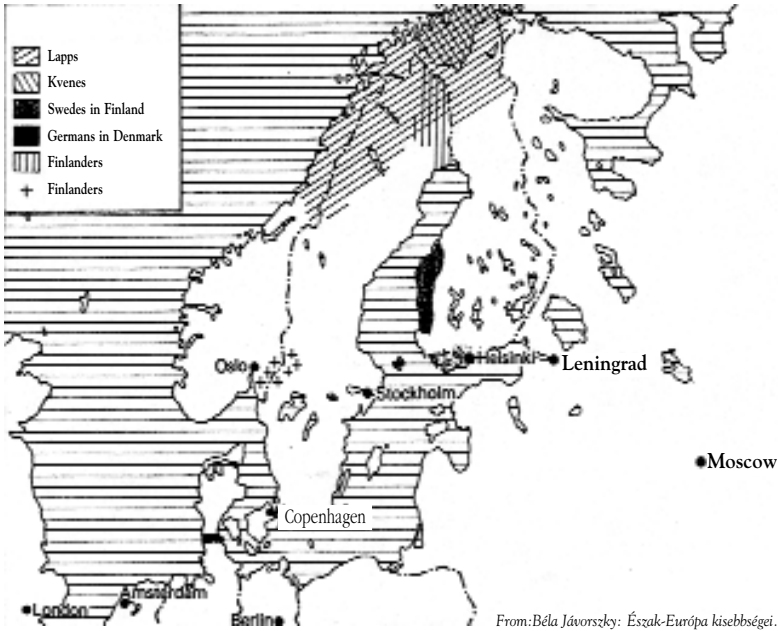 Lapps
Kvenes
Swedes in Finland
Germans in Denmark
Finlanders
+ Finlanders
Oslo
Helsinki
Leningrad
Stockholm
Moscow
Copenhagen
Amsterdam
London
Berlin
From:Béla Jávorszky: Észak-Európa kisebbségei.